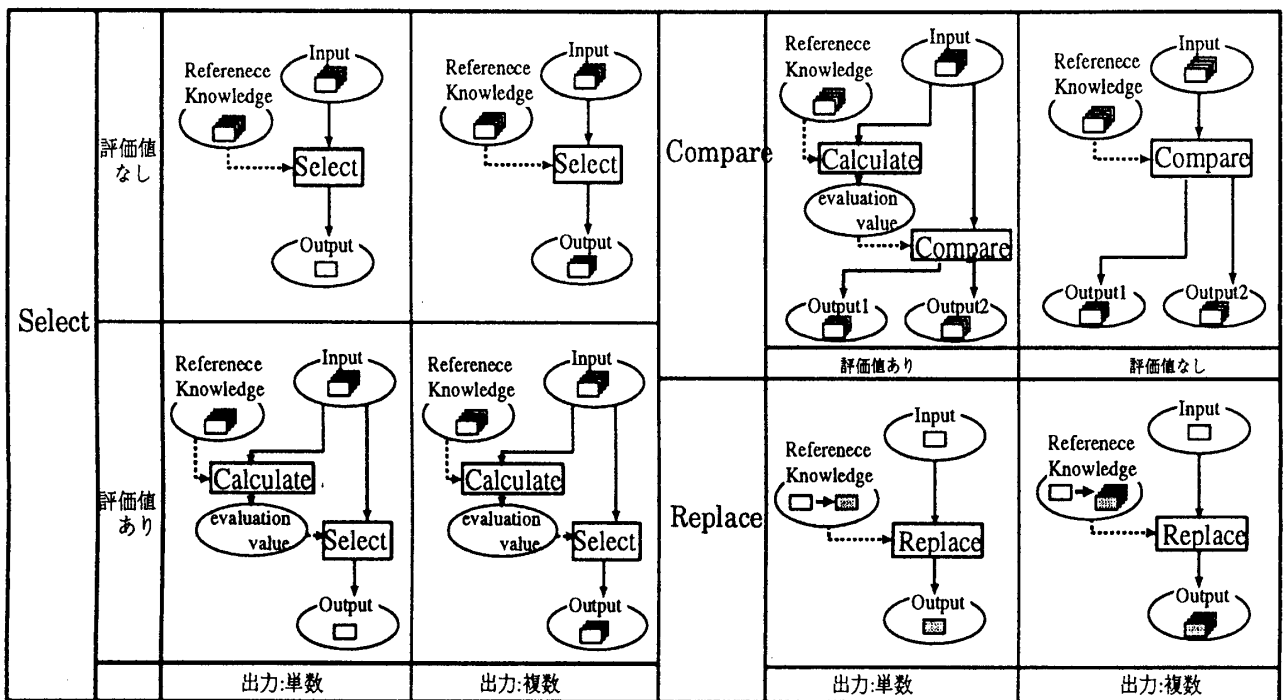 Select
評価値
なし
Referenece
Knowledge
Input
Select
Output
Referenece
Knowledge
Input
Select
Output
評価値
あり
Referenece
Knowledge
Input
Calculate
evaluation
value
Select
Output
Referenece
Knowledge
Input
Calculate
evaluation
value
Select
Output
出力:単数
出力:複数
Compare
Input
Referenece
Knowledge
Calculate
evaluation
value
Compare
Output1
Output2
Input
Referenece
Knowledge
Compare
Output1
Output2
評価値あり
評価値なし
Replace
Input
Referenece
Knowledge
Replace
Output
Input
Referenece
Knowledge
Replace
Output
出力:単数
出力:複数